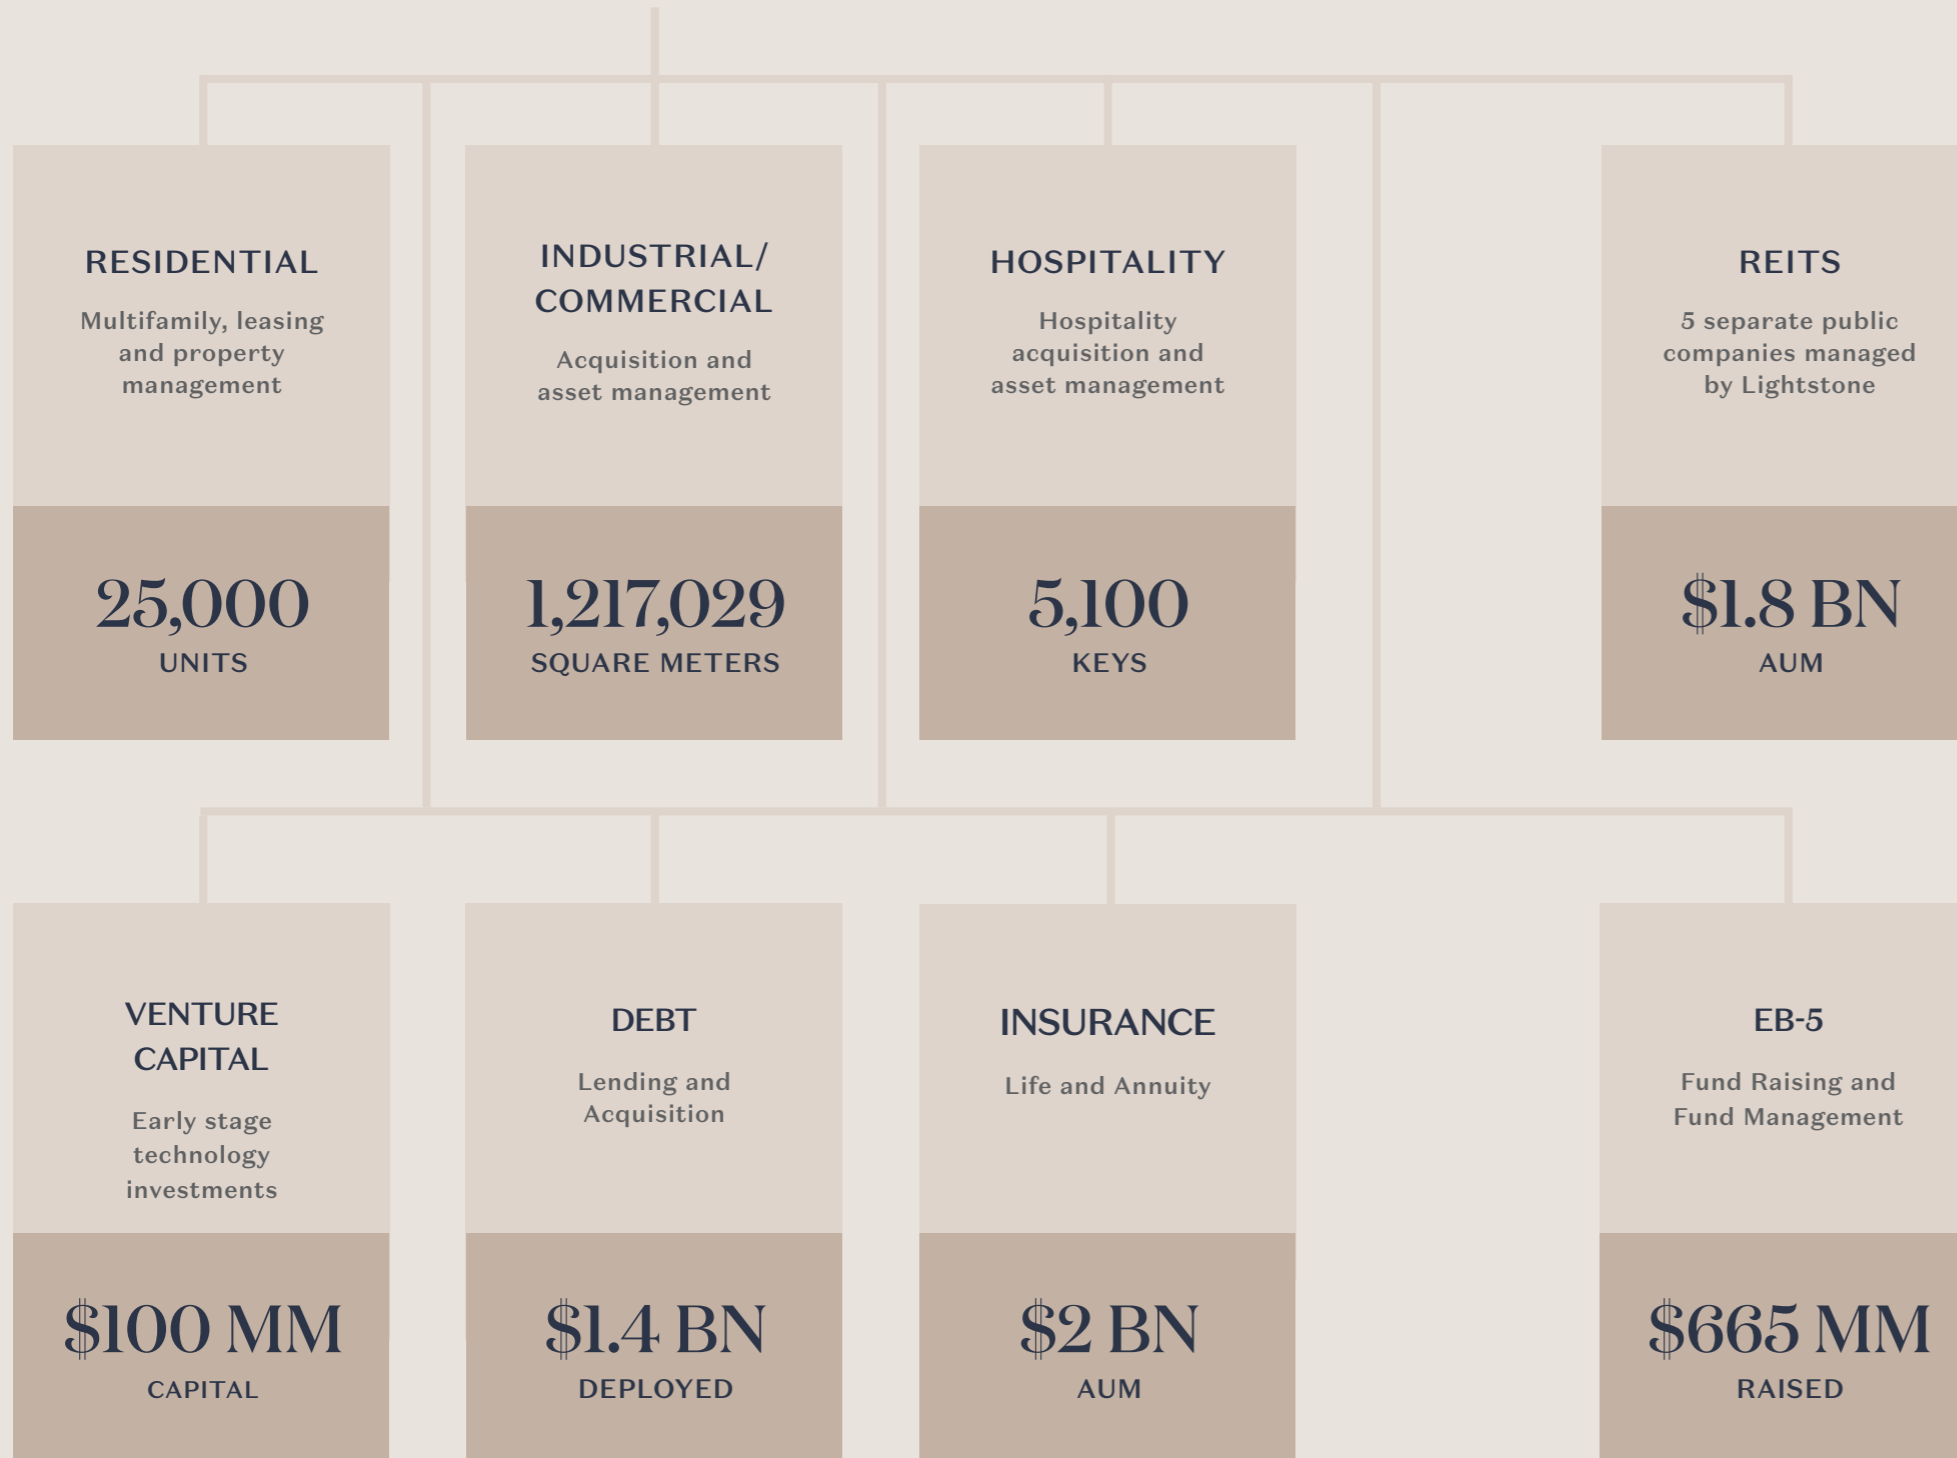 RESIDENTIAL
Multifamily, leasing
and property
management
25,000
UNITS
INDUSTRIAL/
COMMERCIAL
Acquisition and
asset management
1,217,029
SQUARE METERS
HOSPITALITY
Hospitality
acquisition and
asset management
5,100
KEYS
REITS
5 separate public
companies managed
by Lightstone
$1.8 BN
AUM
VENTURE
CAPITAL
Early stage
technology
investments
$100 MM
CAPITAL
DEBT
Lending and
Acquisition
$1.4 BN
DEPLOYED
INSURANCE
Life and Annuity
$2 BN
AUM
EB-5
Fund Raising and
Fund Management
$665 MM
RAISED